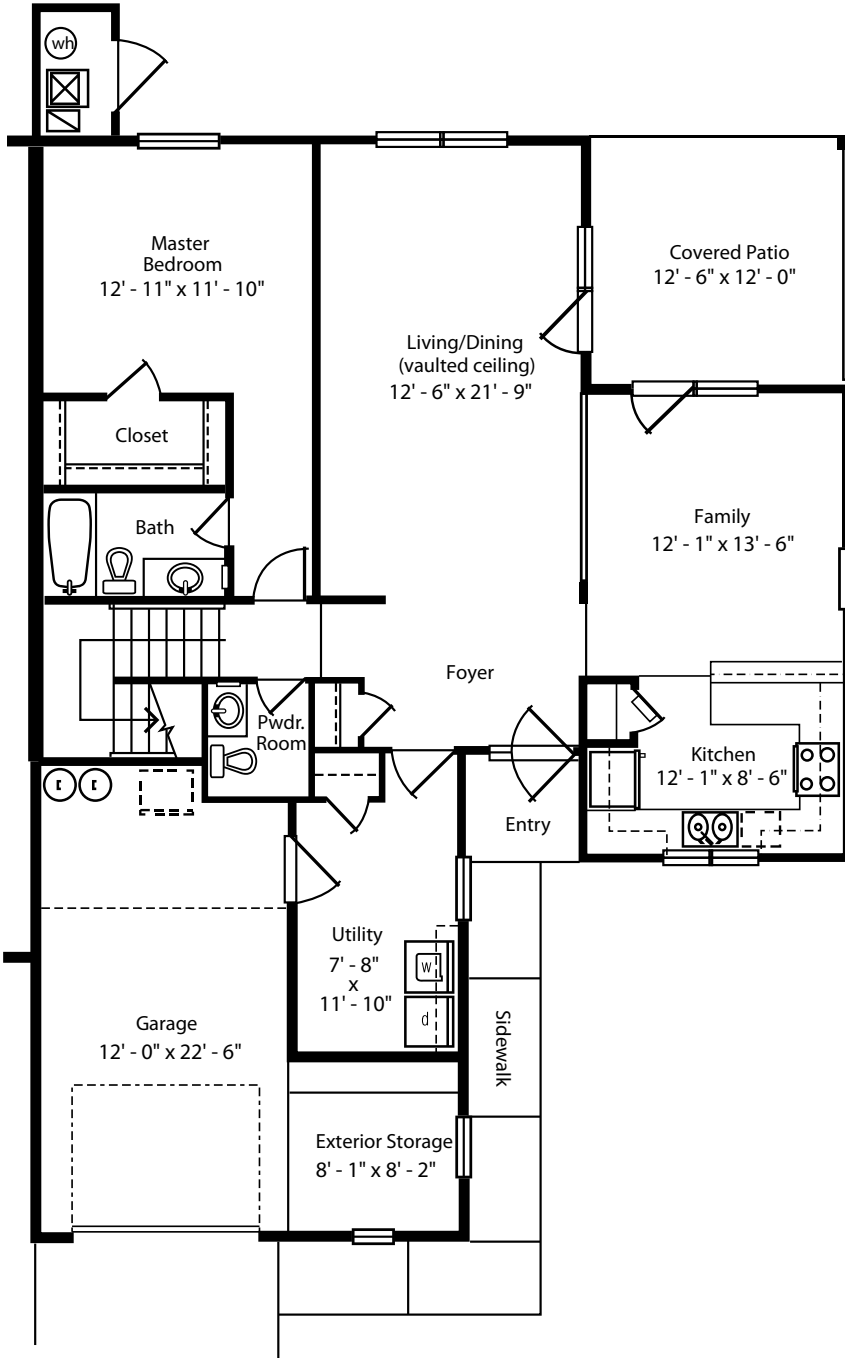 wh
Master
Bedroom
12' - 11" x 11' - 10"
Covered Patio
12' - 6" x 12' - 0"
Living/Dining
(vaulted ceiling)
12' - 6" x 21' - 9"
Closet
Bath
Family
12' - 1" x 13' - 6"
Foyer
Pwdr.
Room
Kitchen
12' - 1" x 8' - 6"
Entry
Utility
7' - 8"
x
11' - 10"
w
d
Garage
12' - 0" x 22' - 6"
Sidewalk
Exterior Storage
8' - 1" x 8' - 2"